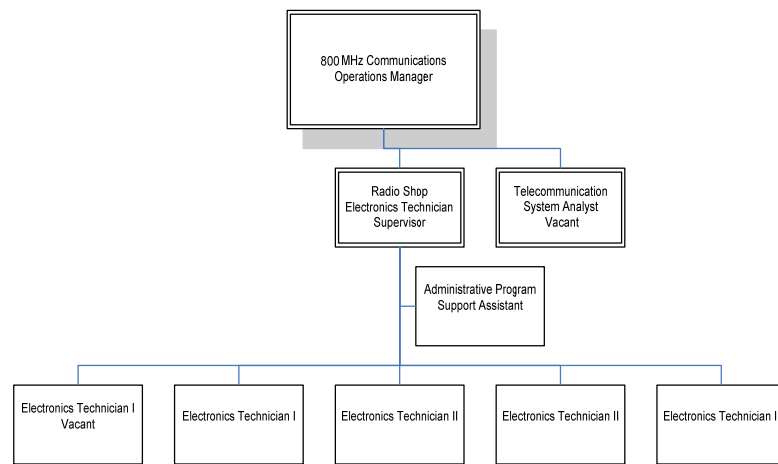 800 MHz Communications
Operations Manager
Radio Shop
Electronics Technician
Supervisor
Telecommunication
System Analyst
Vacant
Administrative Program
Support Assistant
Electronics Technician I
Vacant
Electronics Technician I
Electronics Technician II
Electronics Technician II
Electronics Technician I